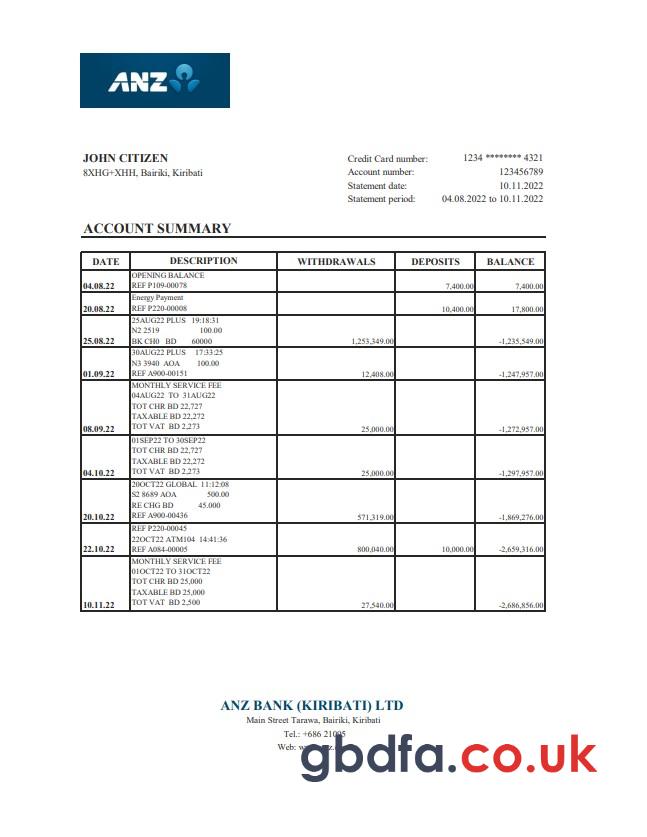 ANZ
JOHN CITIZEN
8XHG+XHH, Bairiki, Kiribati
Credit Card number: 1234 ******** 4321
Account number: 123456789
Statement date: 10.11.2022
Statement period: 04.08.2022 to 10.11.2022
ACCOUNT SUMMARY
DATE DESCRIPTION WITHDRAWALS DEPOSITS BALANCE
OPENING BALANCE
04.08.22 REF P109-00078 7,400.00 7,400.00
Energy Payment
20.08.22 REF P220-00008 10,400.00 17,800.00
25AUG22 PLUS 19:18:31
N2 2519 100.00
25.08.22 BK CH0 BD 60000 1,253,349.00 -1,235,549.00
30AUG22 PLUS 17:33:25
N3 3940 AOA 100.00
01.09.22 REF A900-00151 12,408.00 -1,247,957.00
MONTHLY SERVICE FEE
04AUG22 TO 31AUG22
TOT CHR BD 22,727
TAXABLE BD 22,272
08.09.22 TOT VAT BD 2,273 25,000.00 -1,272,957.00
01SEP22 TO 30SEP22
TOT CHR BD 22,727
TAXABLE BD 22,272
04.10.22 TOT VAT BD 2,273 25,000.00 -1,297,957.00
20OCT22 GLOBAL 11:12:08
S2 8689 AOA 500.00
RE CHG BD 45.000
20.10.22 REF A900-00436 571,319.00 -1,869,276.00
REF P220-00045
22OCT22 ATM104 14:41:36
22.10.22 REF A084-00005 800,040.00 10,000.00 -2,659,316.00
MONTHLY SERVICE FEE
01OCT22 TO 31OCT22
TOT CHR BD 25,000
TAXABLE BD 25,000
10.11.22 TOT VAT BD 2,500 27,540.00 -2,686,856.00
ANZ BANK (KIRIBATI) LTD
Main Street Tarawa, Bairiki, Kiribati
Tel.: +686 21095
Web:
gbdfa.co.uk